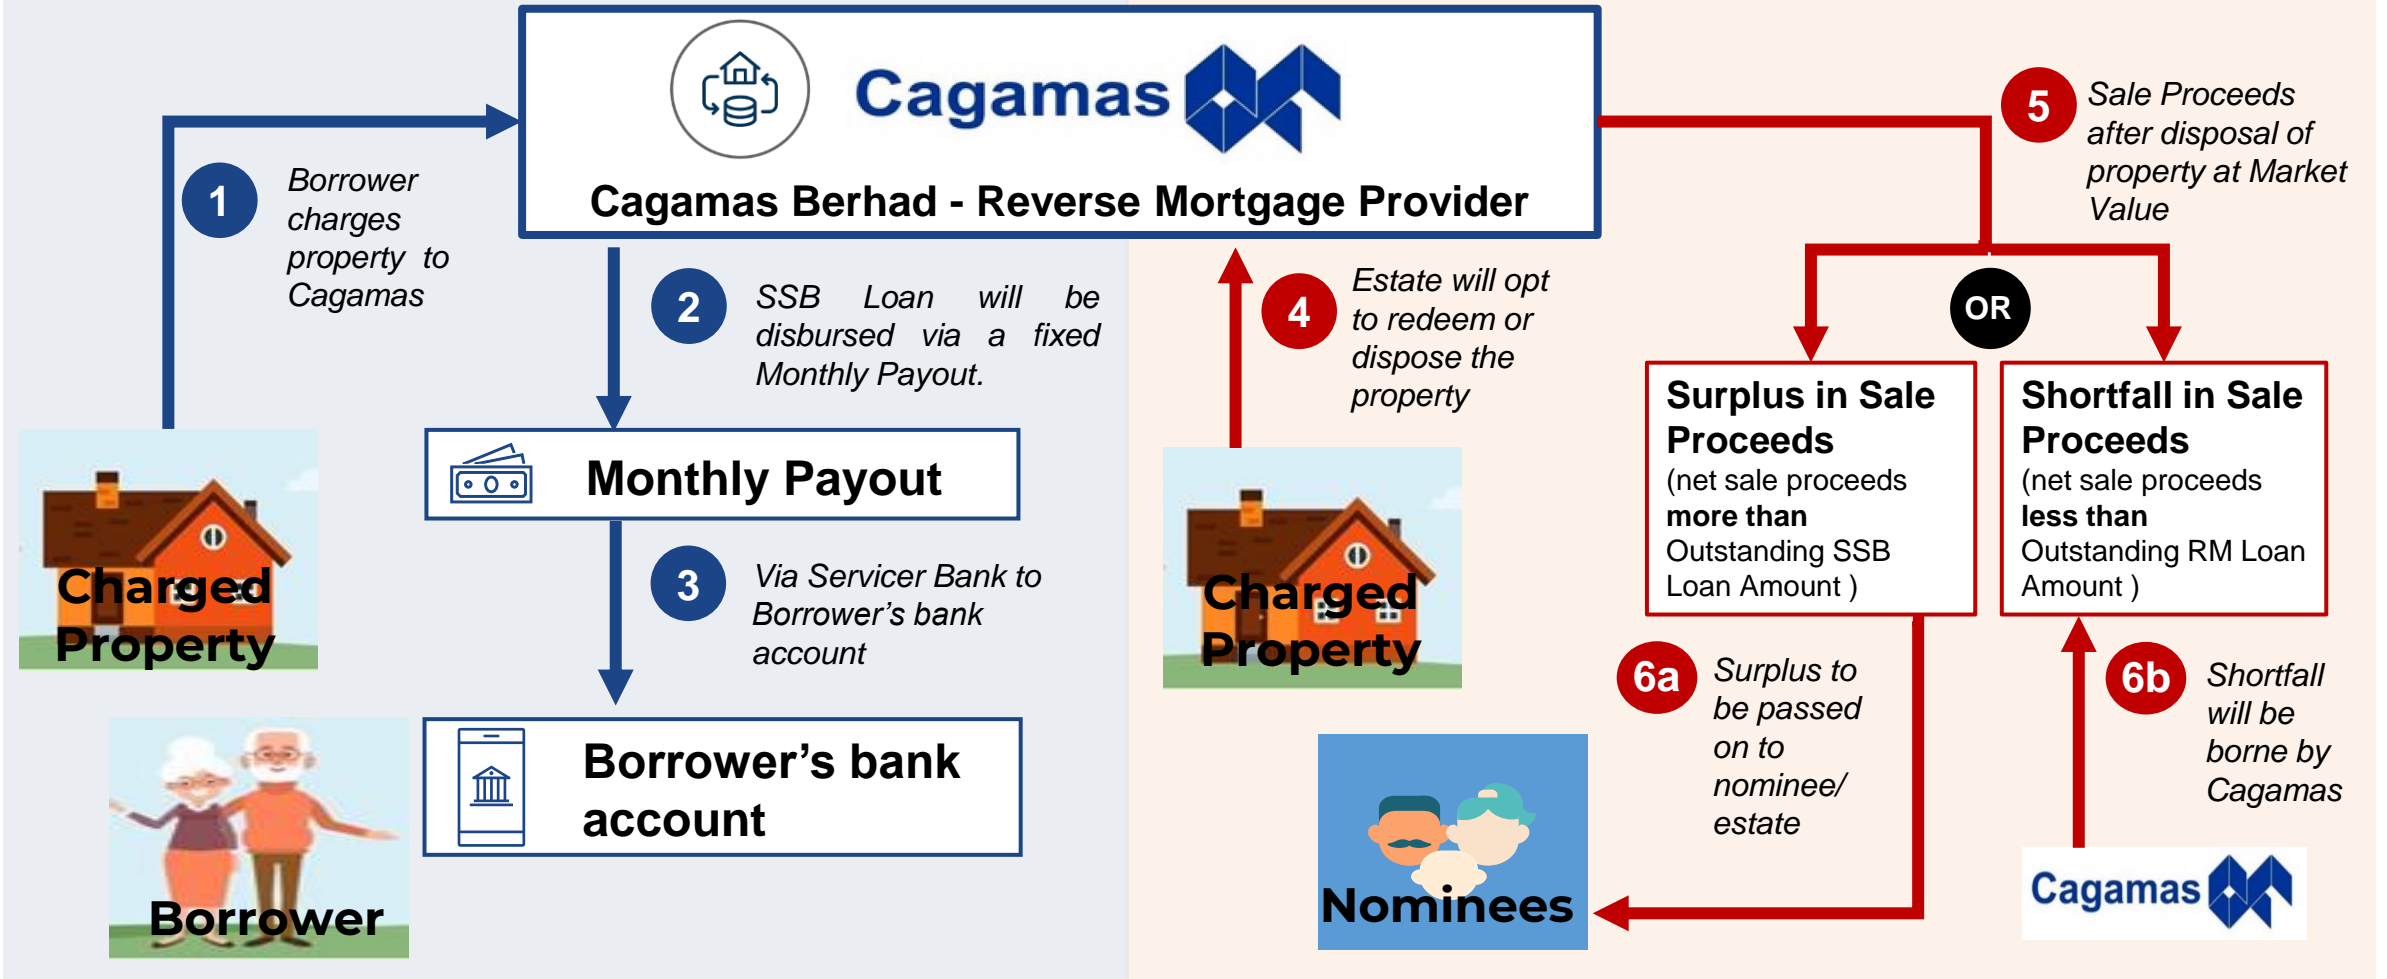 Cagamas
Cagamas Berhad - Reverse Mortgage Provider
1
Borrower
charges
property to
Cagamas
2
SSB Loan will be
disbursed via a fixed
Monthly Payout.
Monthly Payout
3
Via Servicer Bank to
Borrower’s bank
account
Borrower’s bank
account
Charged
Property
Borrower
4
Estate will opt
to redeem or
dispose the
property
Charged
Property
5
Sale Proceeds
after disposal of
property at Market
Value
OR
Surplus in Sale
Proceeds
(net sale proceeds
more than
Outstanding SSB
Loan Amount )
Shortfall in Sale
Proceeds
(net sale proceeds
less than
Outstanding RM Loan
Amount )
6a
Surplus to
be passed
on to
nominee/
estate
Nominees
6b
Shortfall
will be
borne by
Cagamas
Cagamas